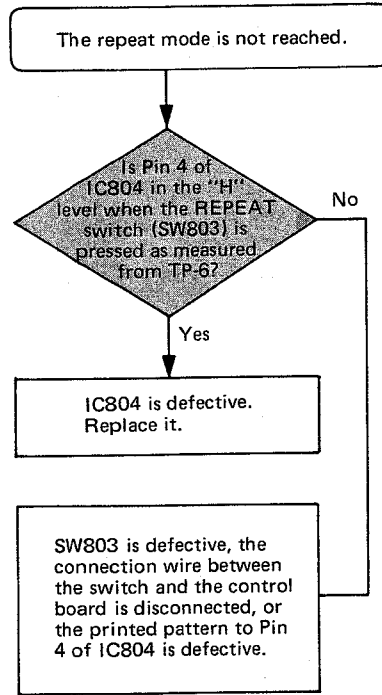 The repeat mode is not reached.
Is Pin 4 of
IC804 in the "H"
level when the REPEAT
switch (SW803) is
pressed as measured
from TP-6?
No
Yes
IC804 is defective.
Replace it.
SW803 is defective, the
connection wire between
the switch and the control
board is disconnected, or
the printed pattern to Pin
4 of IC804 is defective.